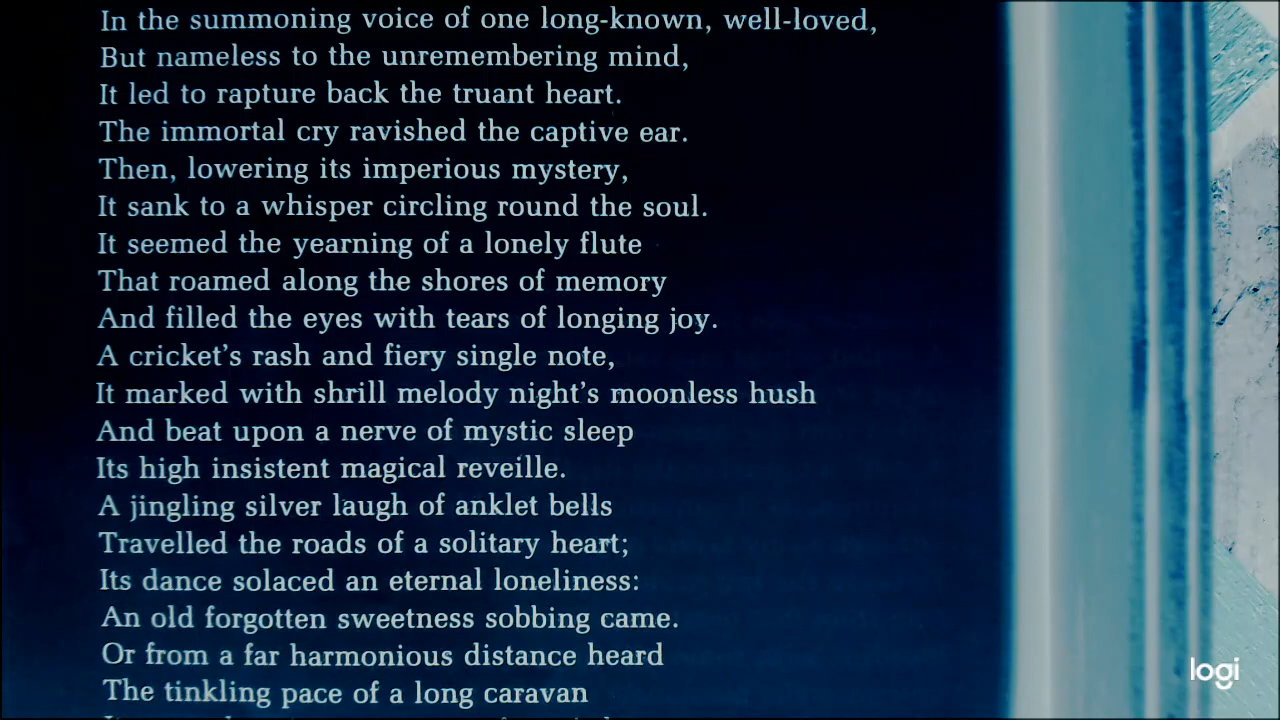 In the summoning voice of one long-known, well-loved,
But nameless to the unremembering mind,
It led to rapture back the truant heart.
The immortal cry ravished the captive ear.
Then, lowering its imperious mystery,
It sank to a whisper circling round the soul.
It seemed the yearning of a lonely flute
That roamed along the shores of memory
And filled the eyes with tears of longing joy.
A cricket's rash and fiery single note,
It marked with shrill melody night's moonless hush
And beat upon a nerve of mystic sleep
Its high insistent magical reveille.
A jingling silver laugh of anklet bells
Travelled the roads of a solitary heart;
Its dance solaced an eternal loneliness:
An old forgotten sweetness sobbing came.
Or from a far harmonious distance heard
The tinkling pace of a long caravan
logi